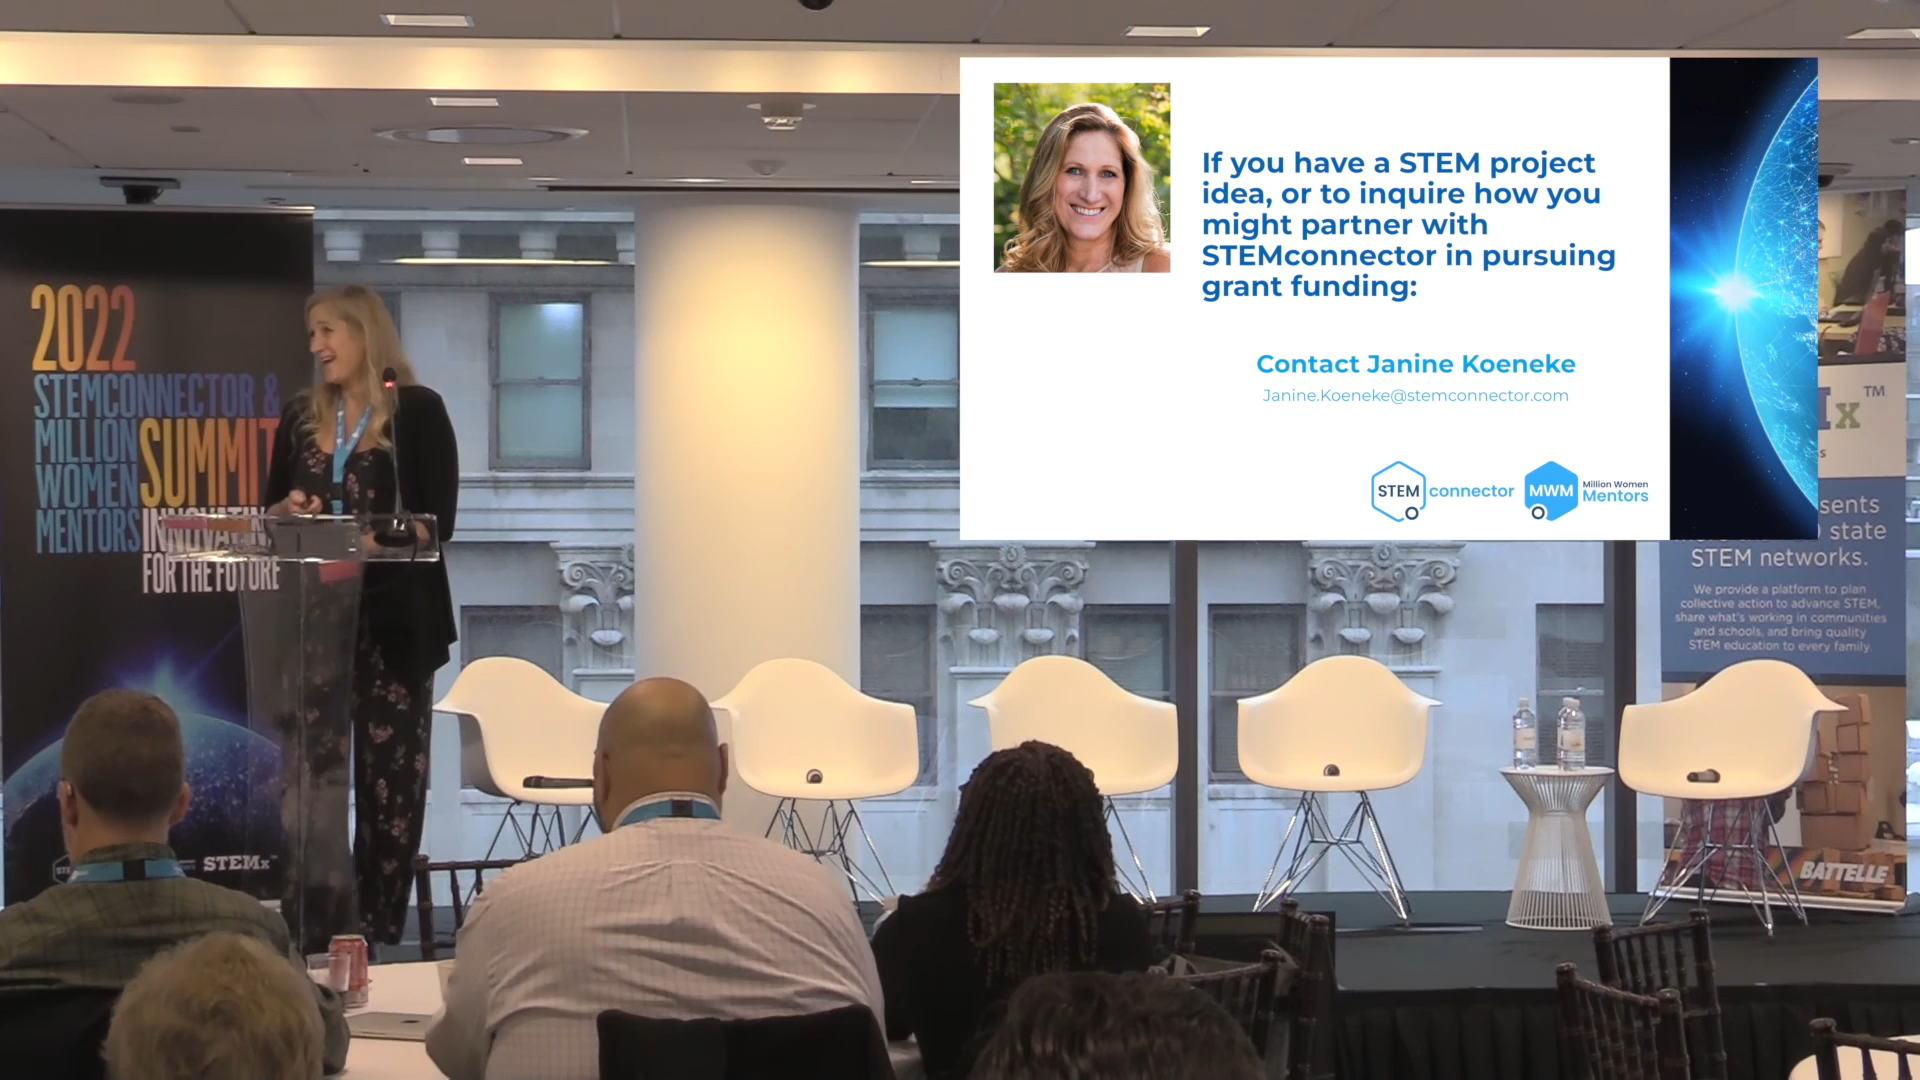 2022
STEMCONNECTOR &
MILLION
WOMEN
MENTORS
SUMMIT
INNOVATING
FOR THE FUTURE
STEMx
If you have a STEM project
idea, or to inquire how you
might partner with
STEMconnector in pursuing
grant funding:
Contact Janine Koeneke
Janine.Koeneke@stemconnector.com
STEM connector
MWM Million Women
Mentors
x™
s
sents
state
STEM networks.
We provide a platform to plan
collective action to advance STEM,
share what's working in communities
and schools, and bring quality
STEM education to every family.
BATTELLE